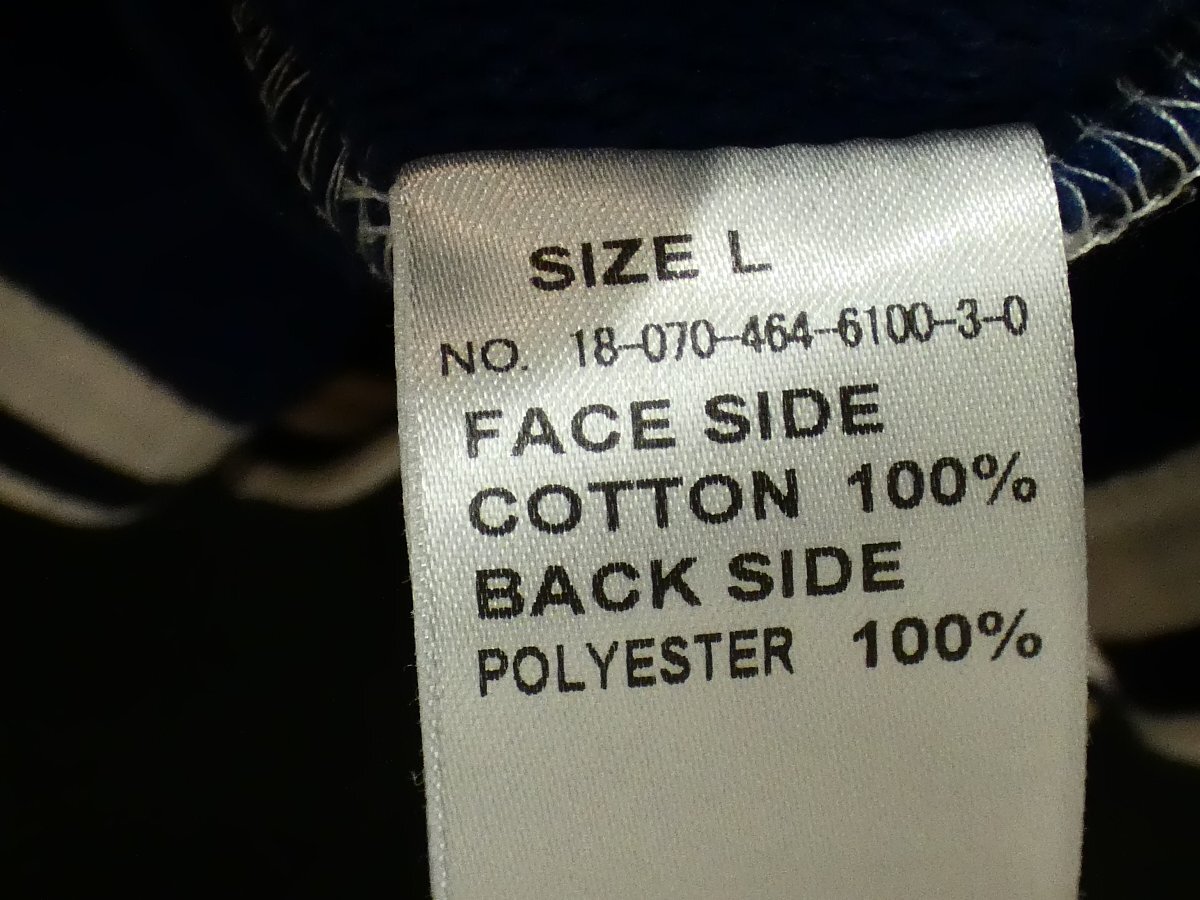 SIZE L
NO. 18-070-464-6100-3-0
FACE SIDE
COTTON 100%
BACK SIDE
POLYESTER 100%